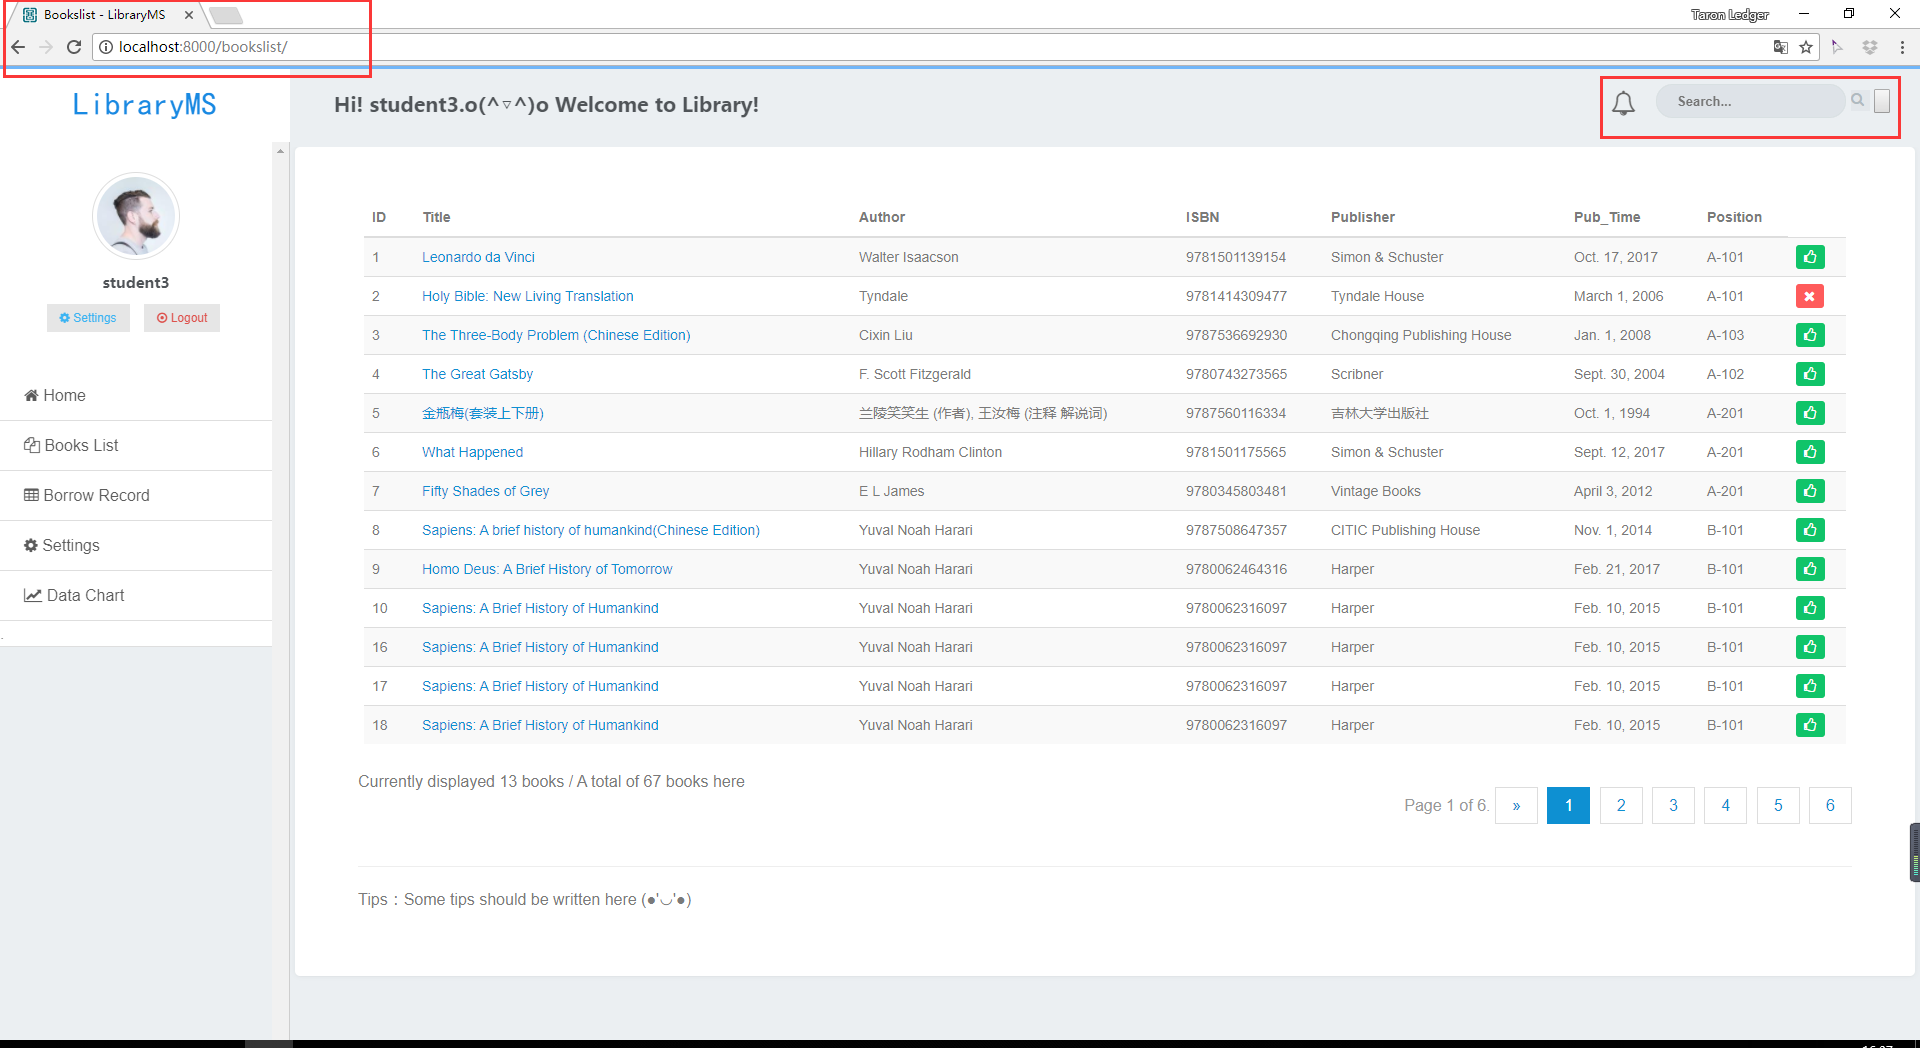 Bookslist - LibraryMS
Taron Ledger
localhost:8000/bookslist/
LibraryMS
Hi! student3.o(^▽^)o Welcome to Library!
Search...
student3
Settings Logout
Home
Books List
Borrow Record
Settings
Data Chart
.
ID Title Author ISBN Publisher Pub_Time Position
1 Leonardo da Vinci Walter Isaacson 9781501139154 Simon & Schuster Oct. 17, 2017 A-101
2 Holy Bible: New Living Translation Tyndale 9781414309477 Tyndale House March 1, 2006 A-101
3 The Three-Body Problem (Chinese Edition) Cixin Liu 9787536692930 Chongqing Publishing House Jan. 1, 2008 A-103
4 The Great Gatsby F. Scott Fitzgerald 9780743273565 Scribner Sept. 30, 2004 A-102
5 金瓶梅(套装上下册) 兰陵笑笑生 (作者), 王汝梅 (注释 解说词) 9787560116334 吉林大学出版社 Oct. 1, 1994 A-201
6 What Happened Hillary Rodham Clinton 9781501175565 Simon & Schuster Sept. 12, 2017 A-201
7 Fifty Shades of Grey E L James 9780345803481 Vintage Books April 3, 2012 A-201
8 Sapiens: A brief history of humankind(Chinese Edition) Yuval Noah Harari 9787508647357 CITIC Publishing House Nov. 1, 2014 B-101
9 Homo Deus: A Brief History of Tomorrow Yuval Noah Harari 9780062464316 Harper Feb. 21, 2017 B-101
10 Sapiens: A Brief History of Humankind Yuval Noah Harari 9780062316097 Harper Feb. 10, 2015 B-101
16 Sapiens: A Brief History of Humankind Yuval Noah Harari 9780062316097 Harper Feb. 10, 2015 B-101
17 Sapiens: A Brief History of Humankind Yuval Noah Harari 9780062316097 Harper Feb. 10, 2015 B-101
18 Sapiens: A Brief History of Humankind Yuval Noah Harari 9780062316097 Harper Feb. 10, 2015 B-101
Currently displayed 13 books / A total of 67 books here
Page 1 of 6. » 1 2 3 4 5 6
Tips：Some tips should be written here (●'◡'●)